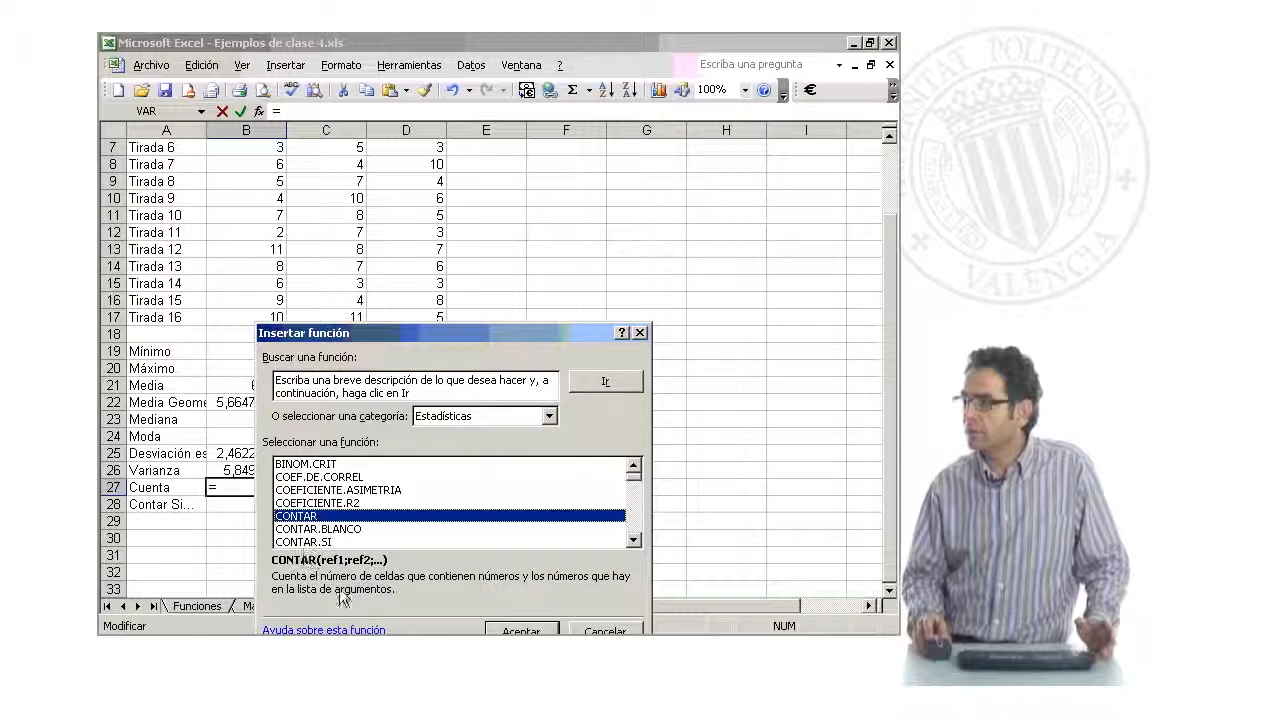 Microsoft Excel - Ejemplos de clase 4.xls
Archivo Edición Ver Insertar Formato Herramientas Datos Ventana ? Escriba una pregunta
100% €
VAR =
A B C D E F G H I
7 Tirada 6 3 5 3
8 Tirada 7 6 4 10
9 Tirada 8 5 7 4
10 Tirada 9 4 10 6
11 Tirada 10 7 8 5
12 Tirada 11 2 7 3
13 Tirada 12 11 8 7
14 Tirada 13 8 7 6
15 Tirada 14 6 3 3
16 Tirada 15 9 4 8
17 Tirada 16 10 11 5
18
19 Mínimo
20 Máximo
21 Media
22 Media Geome 5,6647
23 Mediana
24 Moda
25 Desviación es 2,4622
26 Varianza 5,849
27 Cuenta =
28 Contar Si...
29
30
31
32
33
Insertar función
Buscar una función:
Escriba una breve descripción de lo que desea hacer y, a
continuación, haga clic en Ir
Ir
O seleccionar una categoría: Estadísticas
Seleccionar una función:
BINOM.CRIT
COEF.DE.CORREL
COEFICIENTE.ASIMETRIA
COEFICIENTE.R2
CONTAR
CONTAR.BLANCO
CONTAR.SI
CONTAR(ref1;ref2;...)
Cuenta el número de celdas que contienen números y los números que hay
en la lista de argumentos.
Ayuda sobre esta función
Aceptar Cancelar
Funciones
Modificar NUM
POLITECNICA
VALENCIA